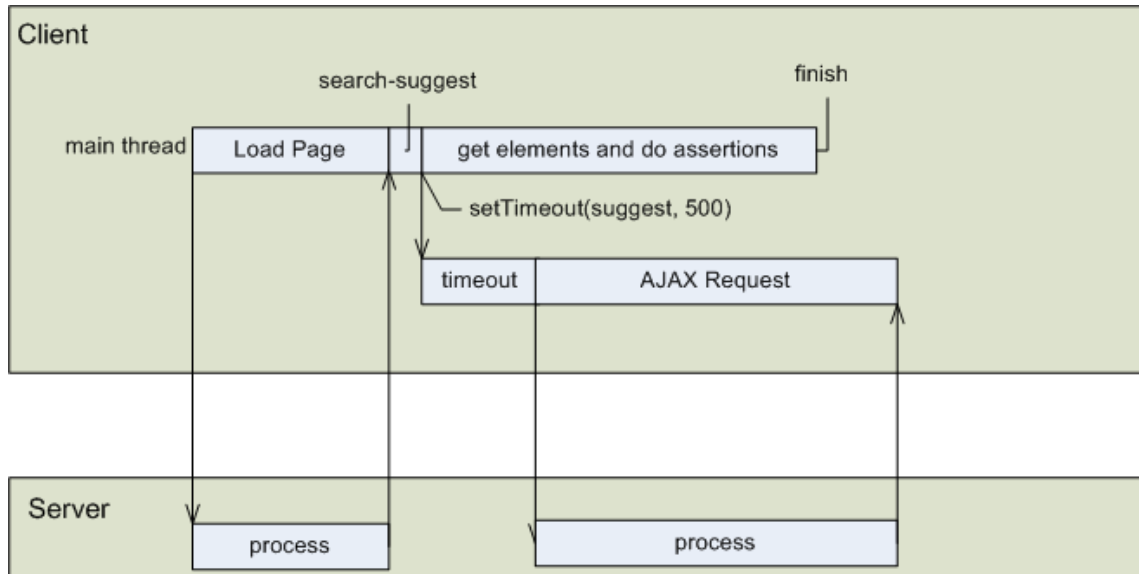 Client
search-suggest
finish
main thread
Load Page
get elements and do assertions
setTimeout(suggest, 500)
timeout
AJAX Request
Server
process
process